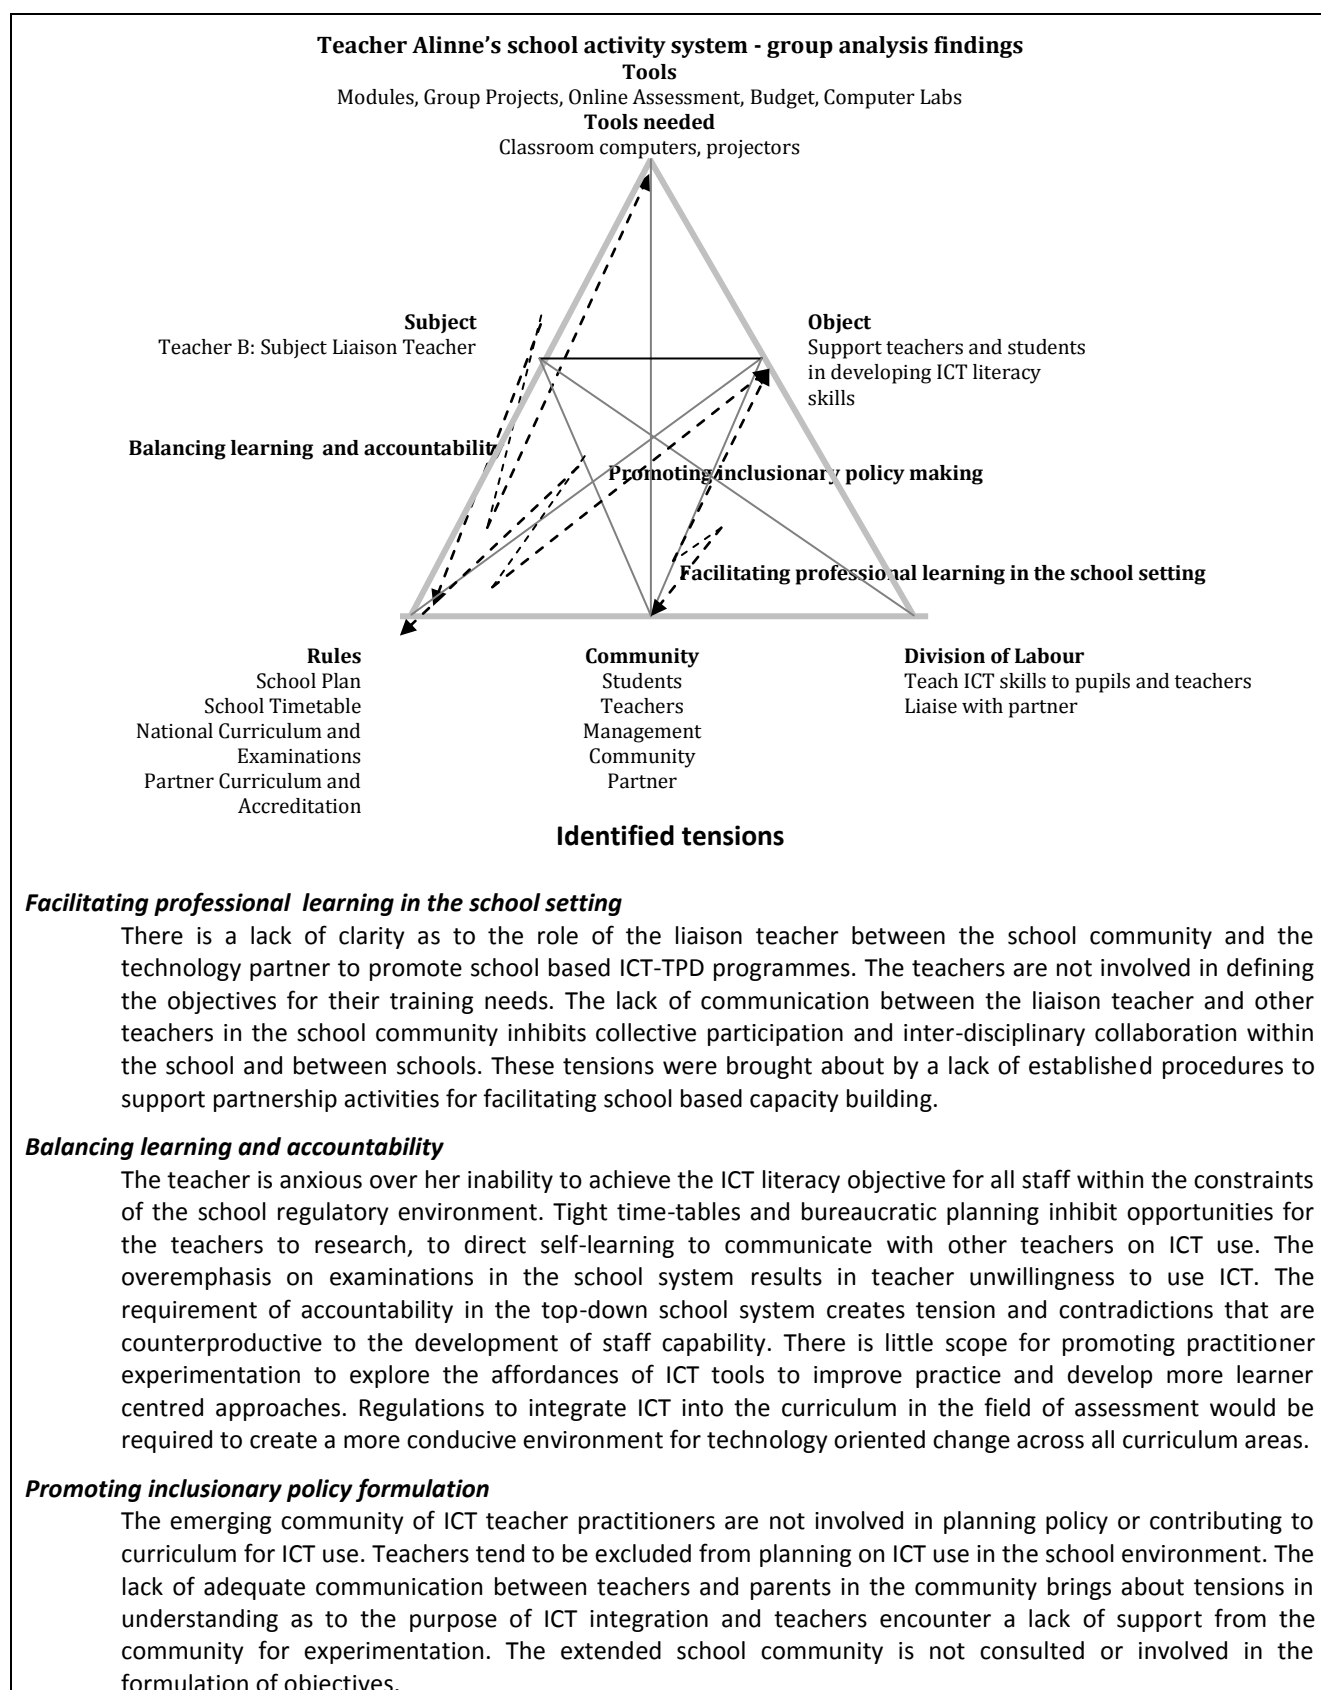 Teacher Alinne’s school activity system - group analysis findings
Tools
Modules, Group Projects, Online Assessment, Budget, Computer Labs
Tools needed
Classroom computers, projectors
Subject
Teacher B: Subject Liaison Teacher
Object
Support teachers and students
in developing ICT literacy
skills
Balancing learning and accountability
Promoting inclusionary policy making
Facilitating professional learning in the school setting
Rules
School Plan
School Timetable
National Curriculum and
Examinations
Partner Curriculum and
Accreditation
Community
Students
Teachers
Management
Community
Partner
Division of Labour
Teach ICT skills to pupils and teachers
Liaise with partner
Identified tensions
Facilitating professional learning in the school setting
There is a lack of clarity as to the role of the liaison teacher between the school community and the
technology partner to promote school based ICT-TPD programmes. The teachers are not involved in defining
the objectives for their training needs. The lack of communication between the liaison teacher and other
teachers in the school community inhibits collective participation and inter-disciplinary collaboration within
the school and between schools. These tensions were brought about by a lack of established procedures to
support partnership activities for facilitating school based capacity building.
Balancing learning and accountability
The teacher is anxious over her inability to achieve the ICT literacy objective for all staff within the constraints
of the school regulatory environment. Tight time-tables and bureaucratic planning inhibit opportunities for
the teachers to research, to direct self-learning to communicate with other teachers on ICT use. The
overemphasis on examinations in the school system results in teacher unwillingness to use ICT. The
requirement of accountability in the top-down school system creates tension and contradictions that are
counterproductive to the development of staff capability. There is little scope for promoting practitioner
experimentation to explore the affordances of ICT tools to improve practice and develop more learner
centred approaches. Regulations to integrate ICT into the curriculum in the field of assessment would be
required to create a more conducive environment for technology oriented change across all curriculum areas.
Promoting inclusionary policy formulation
The emerging community of ICT teacher practitioners are not involved in planning policy or contributing to
curriculum for ICT use. Teachers tend to be excluded from planning on ICT use in the school environment. The
lack of adequate communication between teachers and parents in the community brings about tensions in
understanding as to the purpose of ICT integration and teachers encounter a lack of support from the
community for experimentation. The extended school community is not consulted or involved in the
formulation of objectives.